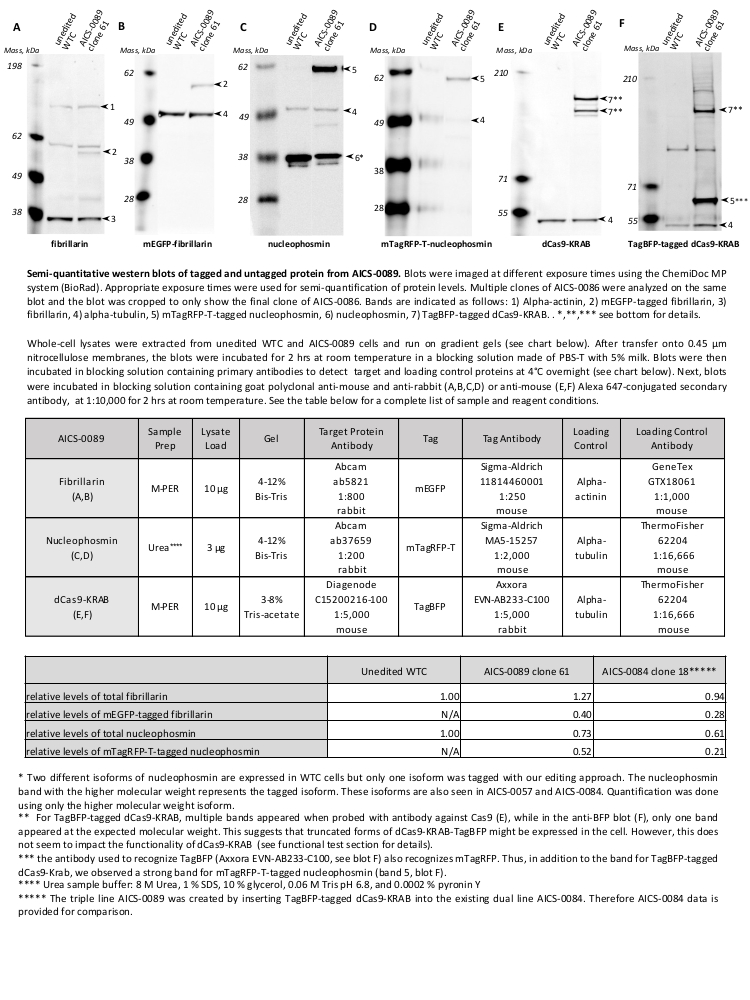 A
unedited
WTC
AICS-0089
clone 61
Mass, kDa
198
62
49
38
1
2
3
fibrillarin
B
unedited
WTC
AICS-0089
clone 61
Mass, kDa
62
49
38
28
2
4
mEGFP-fibrillarin
C
unedited
WTC
AICS-0089
clone 61
Mass, kDa
62
49
38
28
5
4
6*
nucleophosmin
D
unedited
WTC
AICS-0089
clone 61
Mass, kDa
62
49
38
28
5
4
mTagRFP-T-nucleophosmin
E
unedited
WTC
AICS-0089
clone 61
Mass, kDa
210
71
55
7**
7**
4
dCas9-KRAB
F
unedited
WTC
AICS-0089
clone 61
Mass, kDa
210
71
55
7**
5***
4
TagBFP-tagged dCas9-KRAB
Semi-quantitative western blots of tagged and untagged protein from AICS-0089. Blots were imaged at different exposure times using the ChemiDoc MP
system (BioRad). Appropriate exposure times were used for semi-quantification of protein levels. Multiple clones of AICS-0086 were analyzed on the
same blot and the blot was cropped to only show the final clone of AICS-0086. Bands are indicated as follows: 1) Alpha-actinin, 2) mEGFP-tagged fibrillarin, 3)
fibrillarin, 4) alpha-tubulin, 5) mTagRFP-T-tagged nucleophosmin, 6) nucleophosmin, 7) TagBFP-tagged dCas9-KRAB. . *,**,*** see bottom for details.
Whole-cell lysates were extracted from unedited WTC and AICS-0089 cells and run on gradient gels (see chart below). After transfer onto 0.45 µm
nitrocellulose membranes, the blots were incubated for 2 hrs at room temperature in a blocking solution made of PBS-T with 5% milk. Blots were then
incubated in blocking solution containing primary antibodies to detect target and loading control proteins at 4°C overnight (see chart below). Next, blots
were incubated in blocking solution containing goat polyclonal anti-mouse and anti-rabbit (A,B,C,D) or anti-mouse (E,F) Alexa 647-conjugated secondary
antibody, at 1:10,000 for 2 hrs at room temperature. See the table below for a complete list of sample and reagent conditions.
AICS-0089 Sample Prep Lysate Load Gel Target Protein Antibody Tag Tag Antibody Loading Control Loading Control Antibody
Fibrillarin (A,B) M-PER 10 µg 4-12% Bis-Tris Abcam ab5821 1:800 rabbit mEGFP Sigma-Aldrich 11814460001 1:250 mouse Alpha-actinin GeneTex GTX18061 1:1,000 mouse
Nucleophosmin (C,D) Urea**** 3 µg 4-12% Bis-Tris Abcam ab37659 1:200 rabbit mTagRFP-T Sigma-Aldrich MA5-15257 1:2,000 mouse Alpha-tubulin ThermoFisher 62204 1:16,666 mouse
dCas9-KRAB (E,F) M-PER 10 µg 3-8% Tris-acetate Diagenode C15200216-100 1:5,000 mouse TagBFP Axxora EVN-AB233-C100 1:5,000 rabbit Alpha-tubulin ThermoFisher 62204 1:16,666 mouse
Unedited WTC AICS-0089 clone 61 AICS-0084 clone 18*****
relative levels of total fibrillarin 1.00 1.27 0.94
relative levels of mEGFP-tagged fibrillarin N/A 0.40 0.28
relative levels of total nucleophosmin 1.00 0.73 0.61
relative levels of mTagRFP-T-tagged nucleophosmin N/A 0.52 0.21
* Two different isoforms of nucleophosmin are expressed in WTC cells but only one isoform was tagged with our editing approach. The nucleophosmin
band with the higher molecular weight represents the tagged isoform. These isoforms are also seen in AICS-0057 and AICS-0084. Quantification was done
using only the higher molecular weight isoform.
** For TagBFP-tagged dCas9-KRAB, multiple bands appeared when probed with antibody against Cas9 (E), while in the anti-BFP blot (F), only one band
appeared at the expected molecular weight. This suggests that truncated forms of dCas9-KRAB-TagBFP might be expressed in the cell. However, this does
not seem to impact the functionality of dCas9-KRAB (see functional test section for details).
*** the antibody used to recognize TagBFP (Axxora EVN-AB233-C100, see blot F) also recognizes mTagRFP. Thus, in addition to the band for TagBFP-tagged
dCas9-Krab, we observed a strong band for mTagRFP-T-tagged nucleophosmin (band 5, blot F).
**** Urea sample buffer: 8 M Urea, 1 % SDS, 10 % glycerol, 0.06 M Tris pH 6.8, and 0.0002 % pyronin Y
***** The triple line AICS-0089 was created by inserting TagBFP-tagged dCas9-KRAB into the existing dual line AICS-0084. Therefore AICS-0084 data is
provided for comparison.